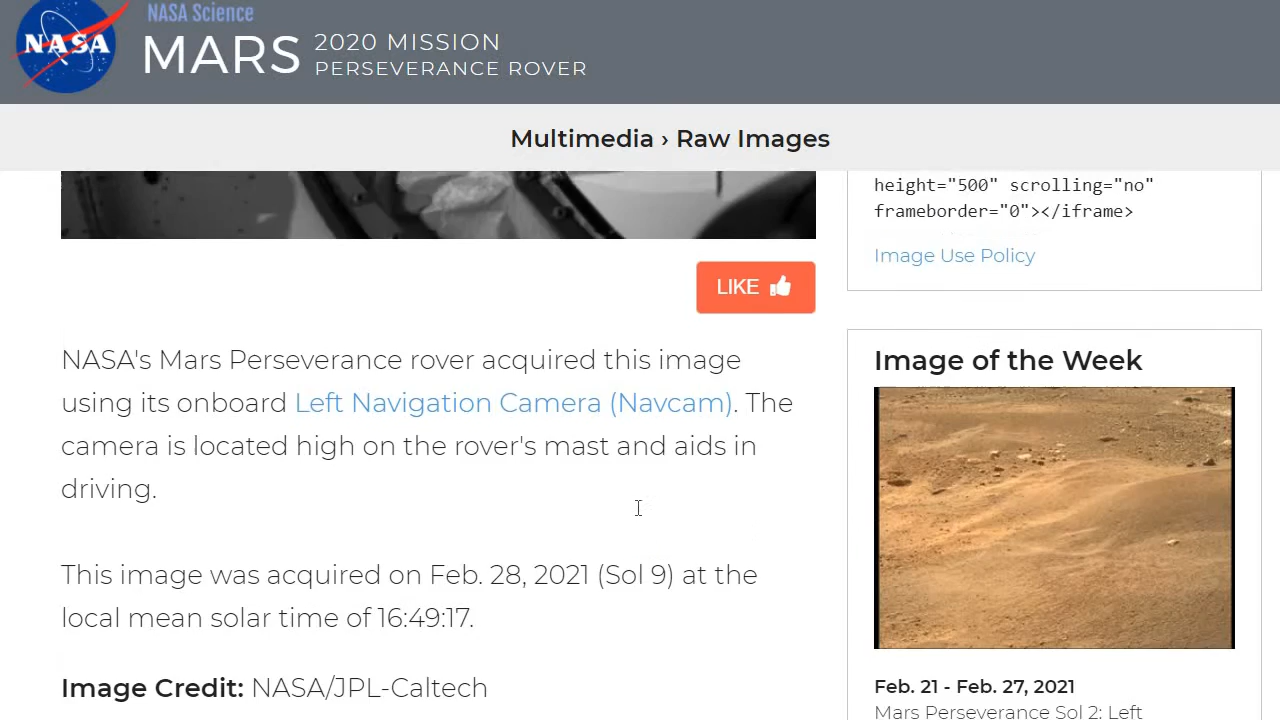 NASA
NASA Science
MARS
2020 MISSION
PERSEVERANCE ROVER
Multimedia › Raw Images
height="500" scrolling="no"
frameborder="0"></iframe>
Image Use Policy
LIKE
NASA's Mars Perseverance rover acquired this image
using its onboard Left Navigation Camera (Navcam). The
camera is located high on the rover's mast and aids in
driving.
This image was acquired on Feb. 28, 2021 (Sol 9) at the
local mean solar time of 16:49:17.
Image Credit: NASA/JPL-Caltech
Image of the Week
Feb. 21 - Feb. 27, 2021
Mars Perseverance Sol 2: Left